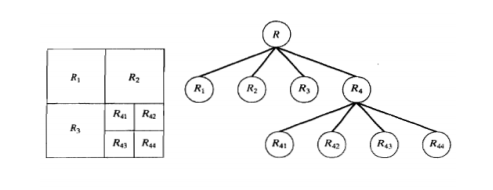 R
R₁ R₂ R₁ R₂ R₃ R₄
R₃ R₄₁ R₄₂
R₄₃ R₄₄ R₄₁ R₄₂ R₄₃ R₄₄